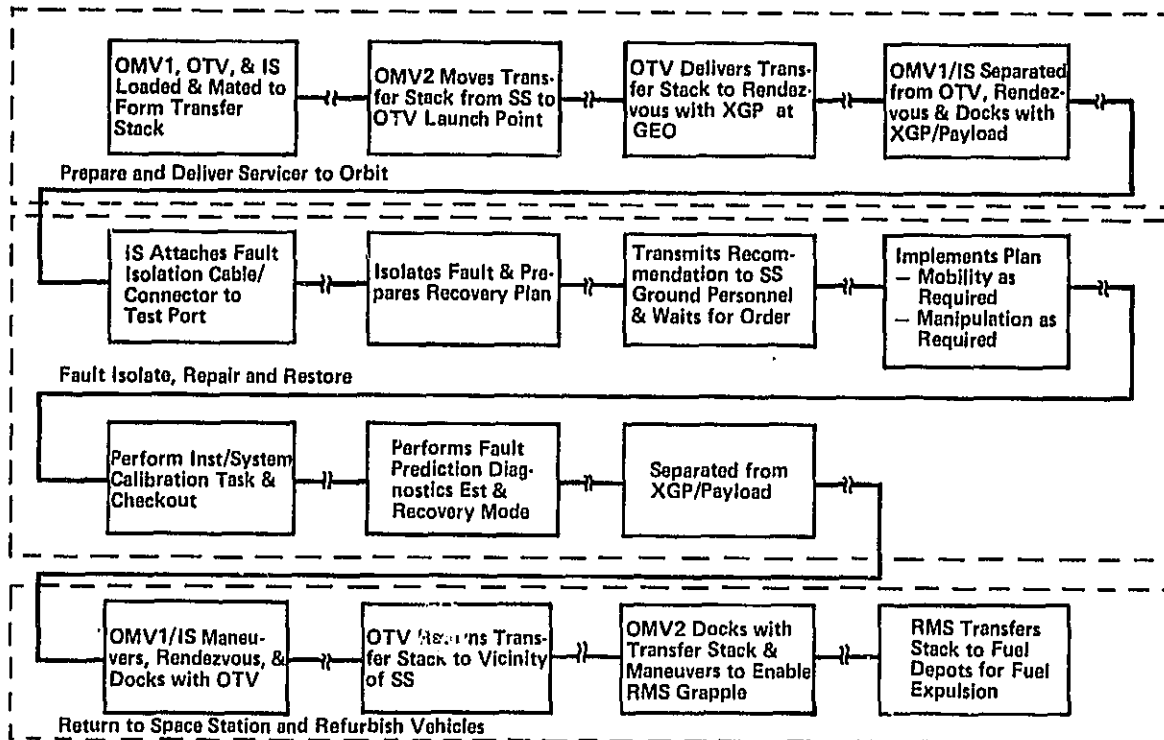 OMV1, OTV, & IS
Loaded & Mated to
Form Transfer
Stack
OMV2 Moves Trans-
fer Stack from SS to
OTV Launch Point
OTV Delivers Trans-
fer Stack to Rendez-
vous with XGP at
GEO
OMV1/IS Separated
from OTV, Rendez-
vous & Docks with
XGP/Payload
Prepare and Deliver Servicer to Orbit
IS Attaches Fault
Isolation Cable/
Connector to
Test Port
Isolates Fault & Pre-
pares Recovery Plan
Transmits Recom-
mendation to SS
Ground Personnel
& Waits for Order
Implements Plan
— Mobility as
Required
— Manipulation as
Required
Fault Isolate, Repair and Restore
Perform Inst/System
Calibration Task &
Checkout
Performs Fault
Prediction Diag-
nostics Est &
Recovery Mode
Separated from
XGP/Payload
OMV1/IS Maneu-
vers, Rendezvous, &
Docks with OTV
OTV Trans-
fer Stack to Vicinity
of SS
OMV2 Docks with
Transfer Stack &
Maneuvers to Enable
RMS Grapple
RMS Transfers
Stack to Fuel
Depots for Fuel
Expulsion
Return to Space Station and Refurbish Vehicles